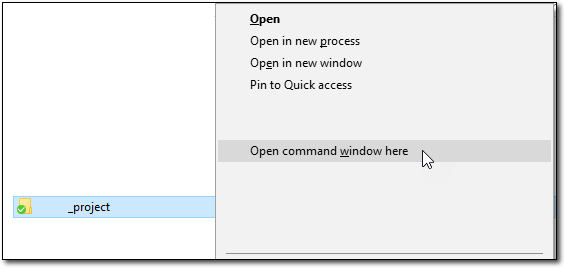 Open
Open in new process
Open in new window
Pin to Quick access
Open command window here
_project